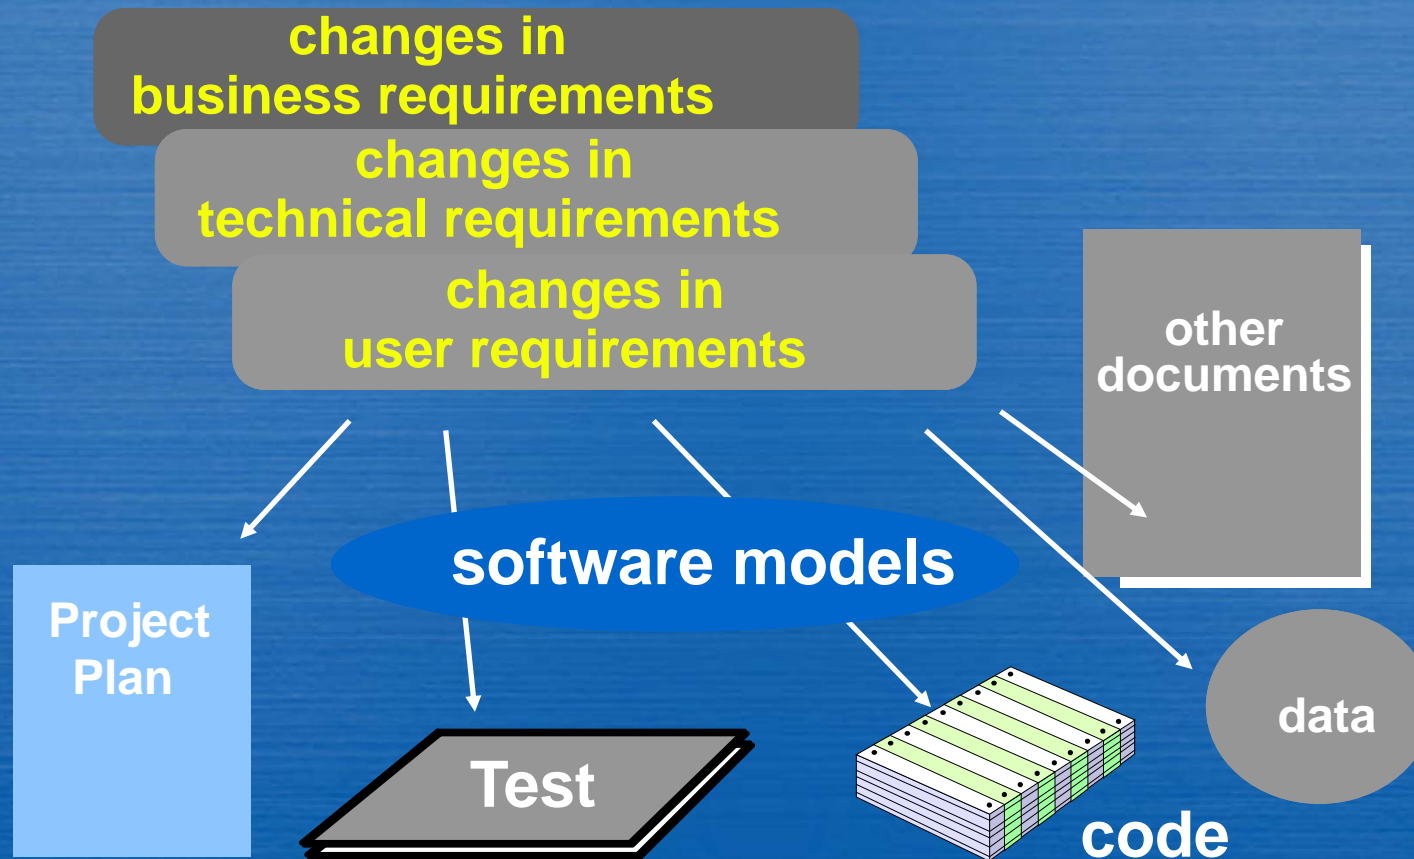 changes in
business requirements
changes in
technical requirements
changes in
user requirements
other
documents
software models
Project
Plan
data
Test
code